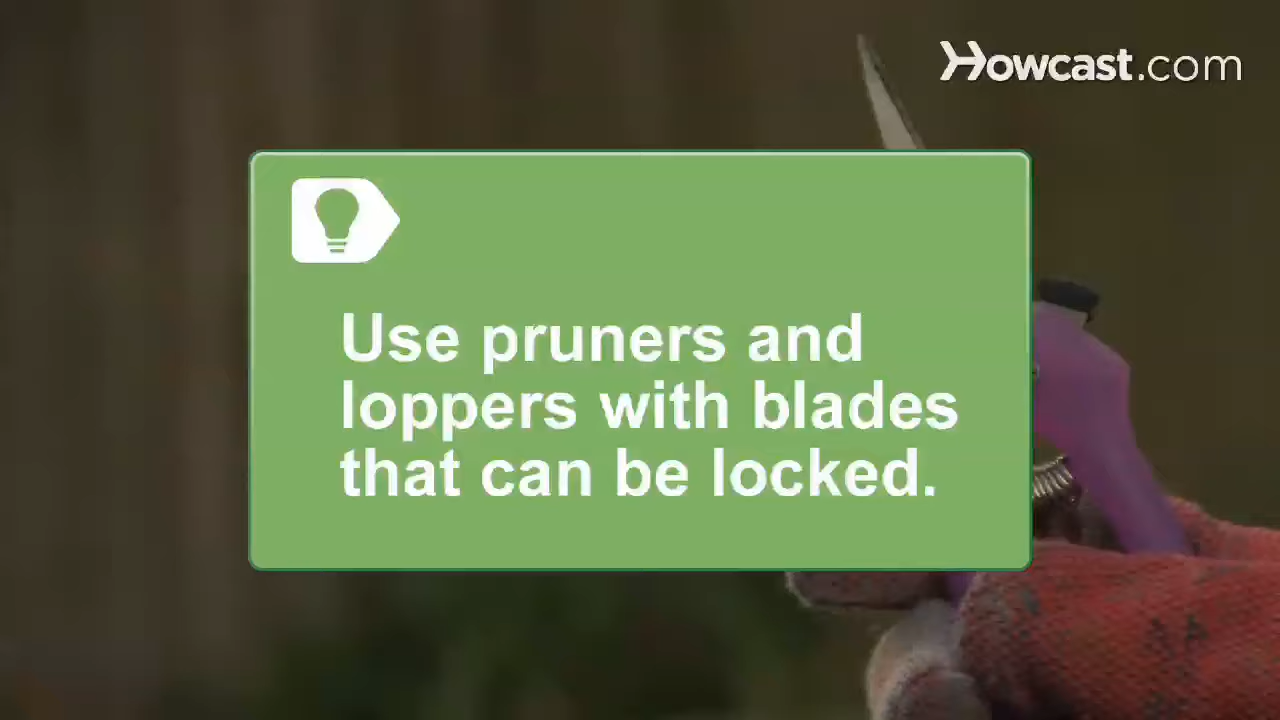 Howcast.com
Use pruners and
loppers with blades
that can be locked.